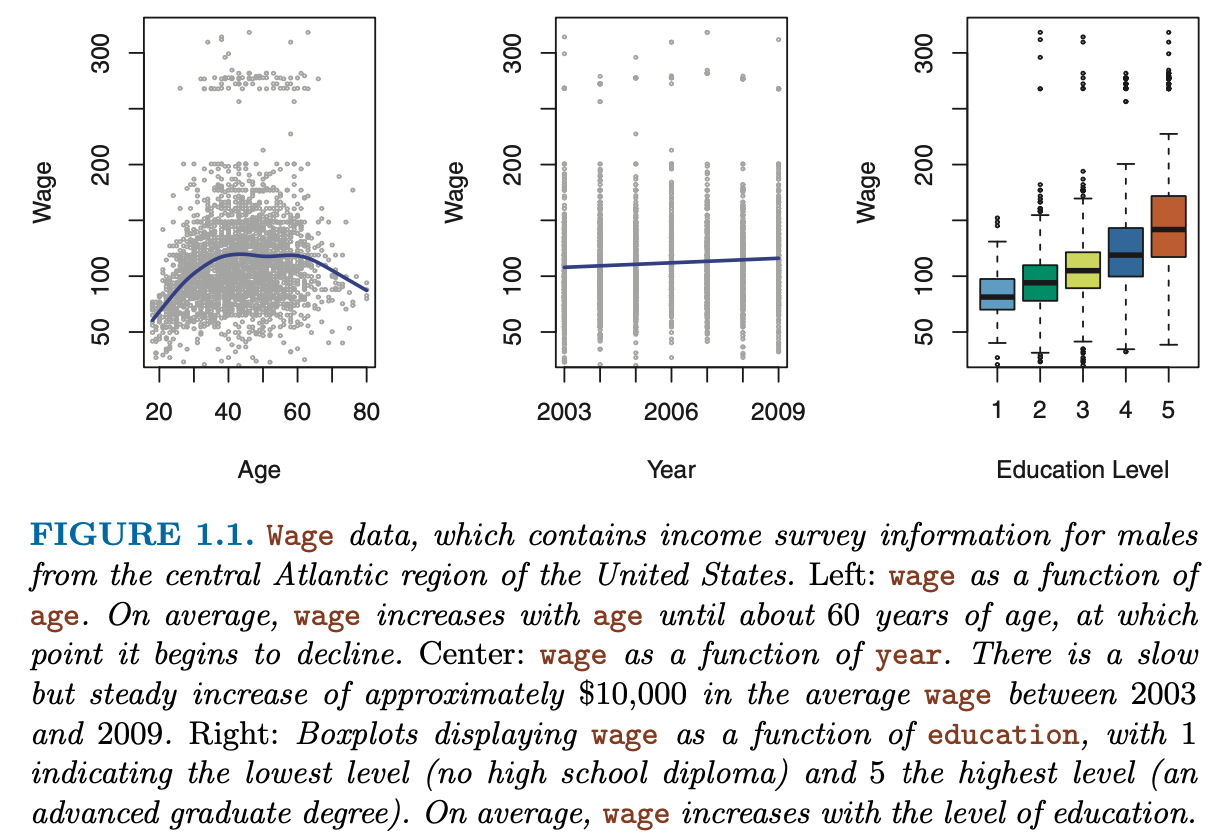 Wage
50 100 200 300
20 40 60 80
Age
Wage
50 100 200 300
2003 2006 2009
Year
Wage
50 100 200 300
1 2 3 4 5
Education Level
FIGURE 1.1. Wage data, which contains income survey information for males
from the central Atlantic region of the United States. Left: wage as a function of
age. On average, wage increases with age until about 60 years of age, at which
point it begins to decline. Center: wage as a function of year. There is a slow
but steady increase of approximately $10,000 in the average wage between 2003
and 2009. Right: Boxplots displaying wage as a function of education, with 1
indicating the lowest level (no high school diploma) and 5 the highest level (an
advanced graduate degree). On average, wage increases with the level of education.